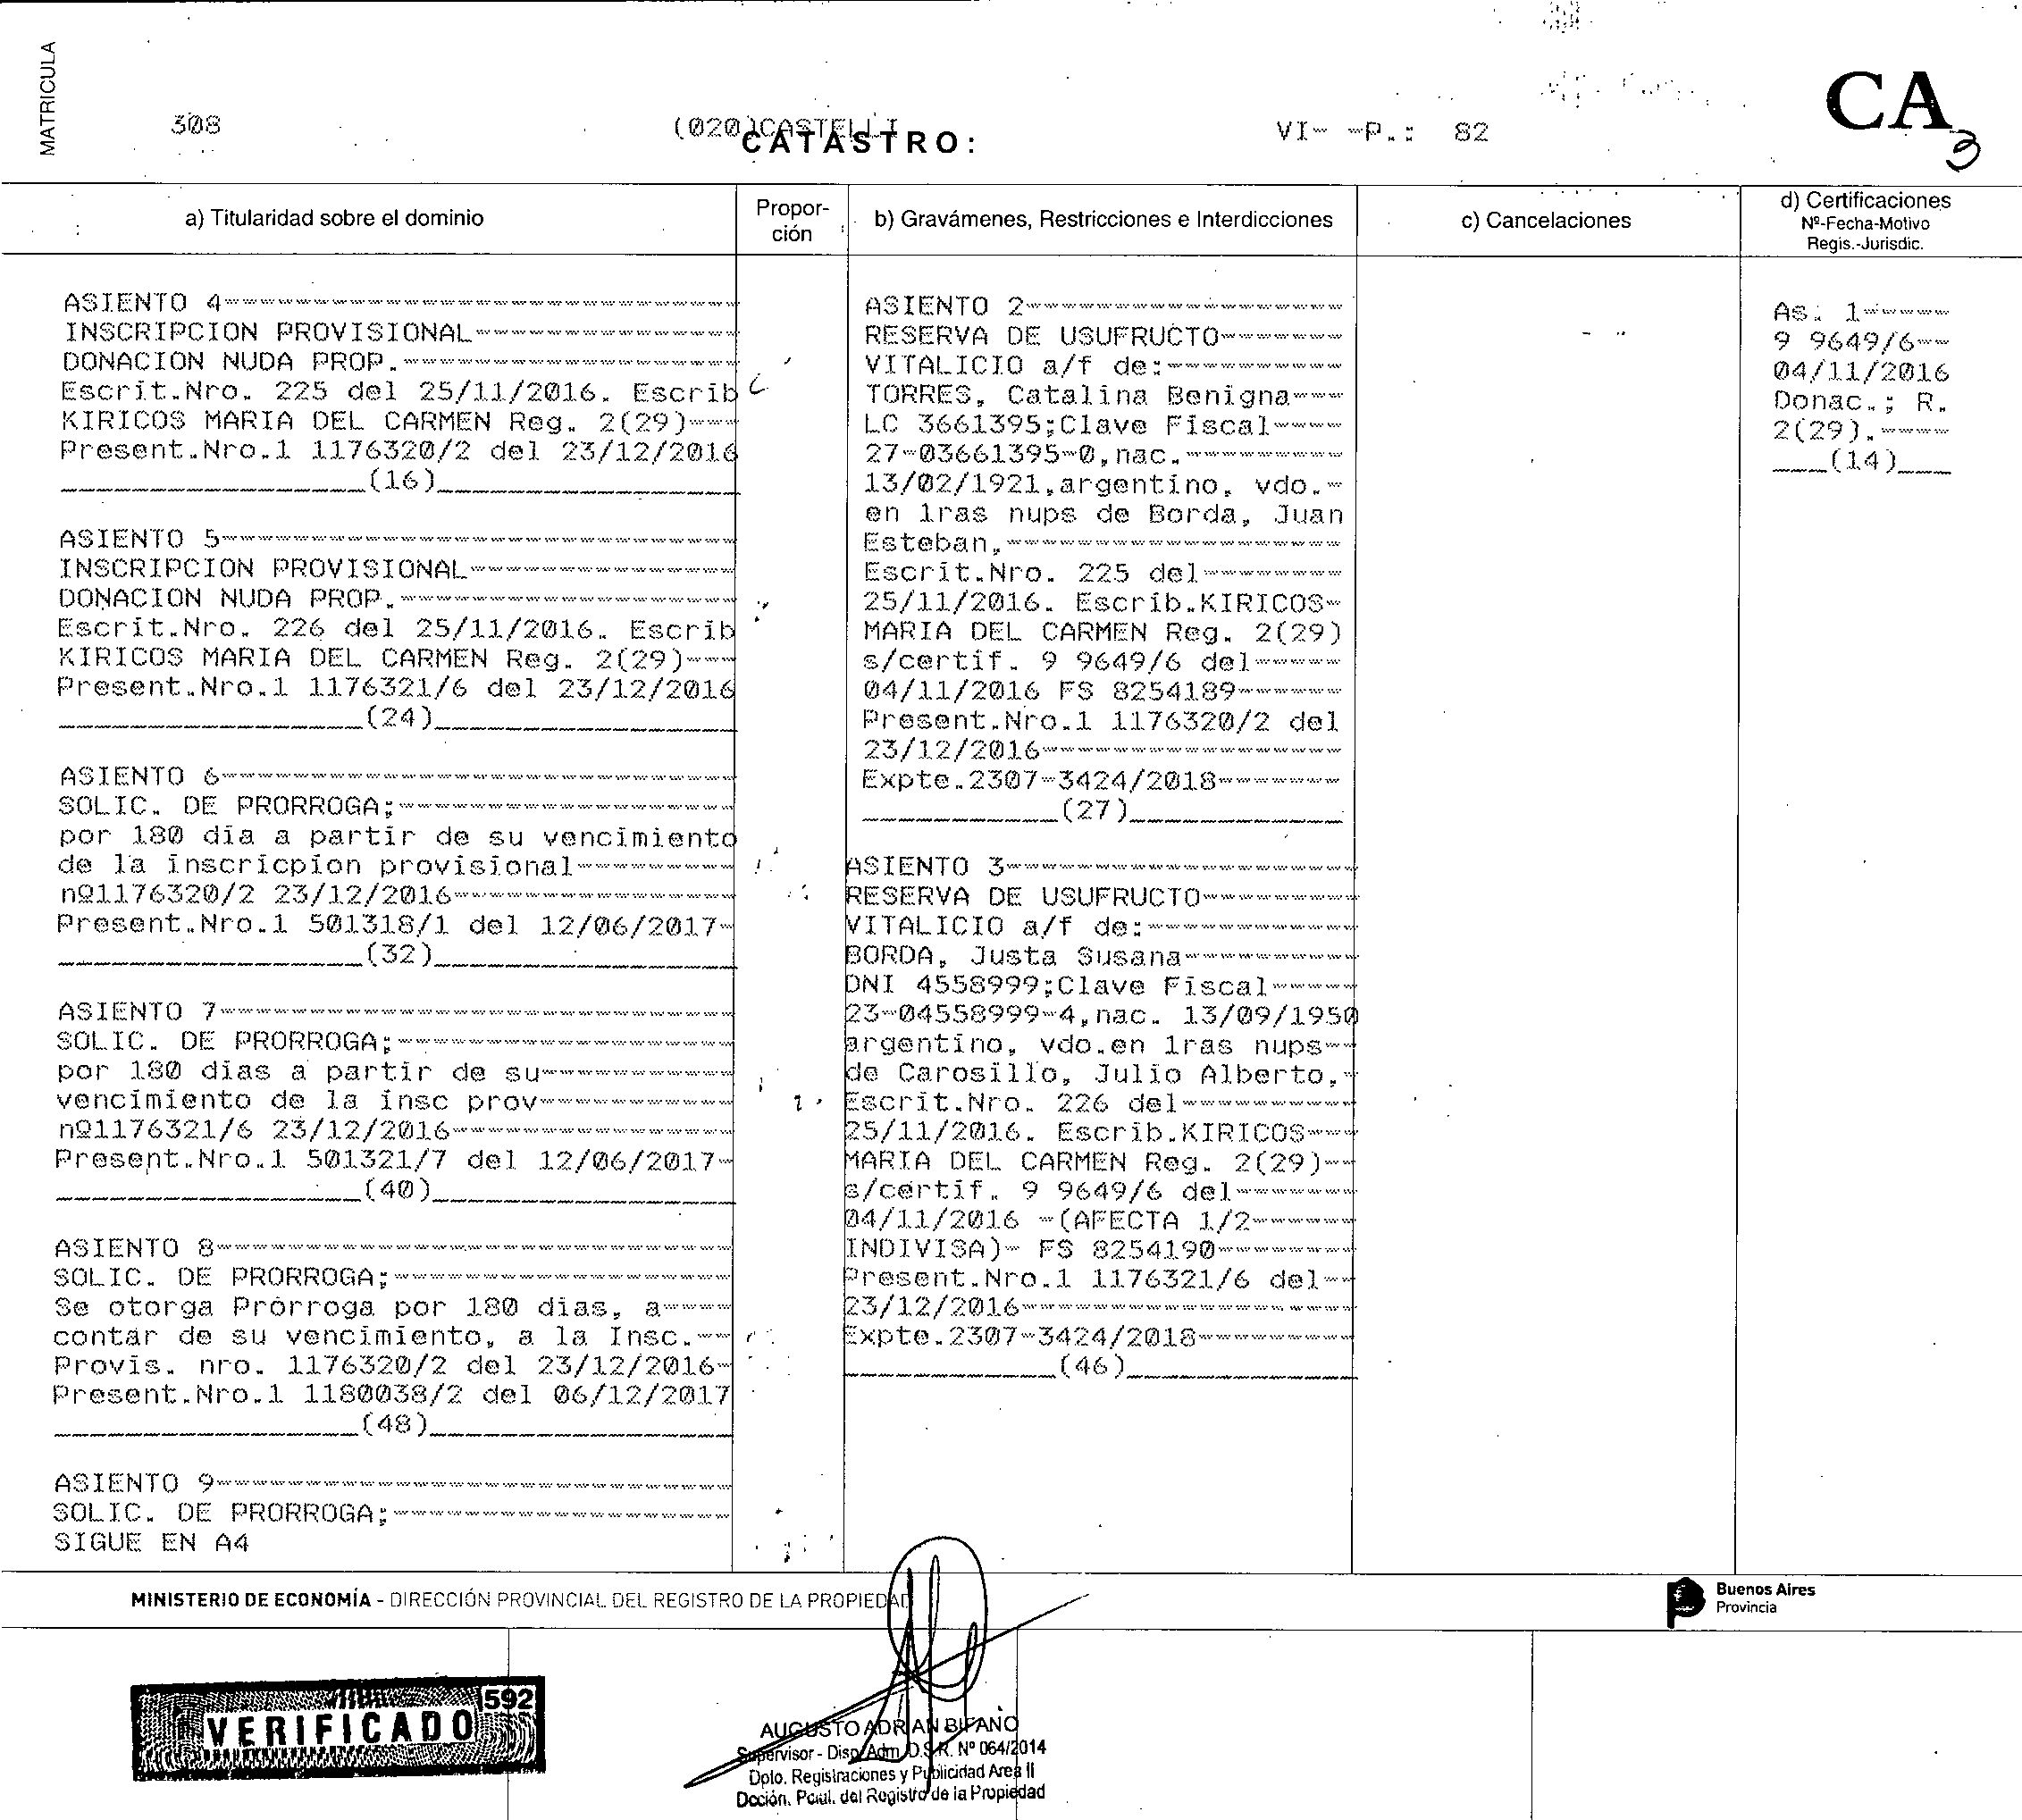 MATRICULA
308
(020)CASTELLI
CATASTRO:
VI- -P.: 82
CA
3
a) Titularidad sobre el dominio
Propor-
ción
b) Gravámenes, Restricciones e Interdicciones
c) Cancelaciones
d) Certificaciones
Nº-Fecha-Motivo
Regis.-Jurisdic.
ASIENTO 4-----------------------------
INSCRIPCION PROVISIONAL---------------
DONACION NUDA PROP.-------------------
Escrit.Nro. 225 del 25/11/2016. Escrib
KIRICOS MARIA DEL CARMEN Reg. 2(29)---
Present.Nro.1 1176320/2 del 23/12/2016
_________________(16)_________________
ASIENTO 5-----------------------------
INSCRIPCION PROVISIONAL---------------
DONACION NUDA PROP.-------------------
Escrit.Nro. 226 del 25/11/2016. Escrib
KIRICOS MARIA DEL CARMEN Reg. 2(29)---
Present.Nro.1 1176321/6 del 23/12/2016
_________________(24)_________________
ASIENTO 6-----------------------------
SOLIC. DE PRORROGA;-------------------
por 180 dia a partir de su vencimiento
de la inscricpion provisional---------
nº1176320/2 23/12/2016----------------
Present.Nro.1 501318/1 del 12/06/2017-
_________________(32)_________________
ASIENTO 7-----------------------------
SOLIC. DE PRORROGA;-------------------
por 180 dias a partir de su-----------
vencimiento de la insc prov-----------
nº1176321/6 23/12/2016----------------
Present.Nro.1 501321/7 del 12/06/2017-
_________________(40)_________________
ASIENTO 8-----------------------------
SOLIC. DE PRORROGA;-------------------
Se otorga Prórroga por 180 dias, a----
contar de su vencimiento, a la Insc.--
Provis. nro. 1176320/2 del 23/12/2016-
Present.Nro.1 1180038/2 del 06/12/2017
_________________(48)_________________
ASIENTO 9-----------------------------
SOLIC. DE PRORROGA;-------------------
SIGUE EN A4
ASIENTO 2------------------
RESERVA DE USUFRUCTO-------
VITALICIO a/f de:----------
TORRES, Catalina Benigna---
LC 3661395;Clave Fiscal----
27-03661395-0,nac.---------
13/02/1921,argentino, vdo.-
en 1ras nups de Borda, Juan
Esteban,-------------------
Escrit.Nro. 225 del--------
25/11/2016. Escrib.KIRICOS-
MARIA DEL CARMEN Reg. 2(29)
s/certif. 9 9649/6 del-----
04/11/2016 FS 8254189------
Present.Nro.1 1176320/2 del
23/12/2016-----------------
Expte.2307-3424/2018-------
___________(27)____________
ASIENTO 3--------------------
RESERVA DE USUFRUCTO---------
VITALICIO a/f de:------------
BORDA, Justa Susana----------
DNI 4558999;Clave Fiscal-----
23-04558999-4,nac. 13/09/1950
argentino, vdo.en 1ras nups--
de Carosillo, Julio Alberto,-
Escrit.Nro. 226 del----------
25/11/2016. Escrib.KIRICOS---
MARIA DEL CARMEN Reg. 2(29)--
s/certif. 9 9649/6 del-------
04/11/2016 -(AFECTA 1/2------
INDIVISA)- FS 8254190--------
Present.Nro.1 1176321/6 del--
23/12/2016-------------------
Expte.2307-3424/2018---------
____________(46)_____________
As. 1-----
9 9649/6--
04/11/2016
Donac.; R.
2(29).----
___(14)___
MINISTERIO DE ECONOMÍA - DIRECCIÓN PROVINCIAL DEL REGISTRO DE LA PROPIEDAD
Buenos Aires
Provincia
592
VERIFICADO
AUGUSTO ADRIAN BIFANO
Supervisor - Disp. Adm. D.S.R. Nº 064/2014
Dpto. Registraciones y Publicidad Area II
Dcción. Pcial. del Registro de la Propiedad